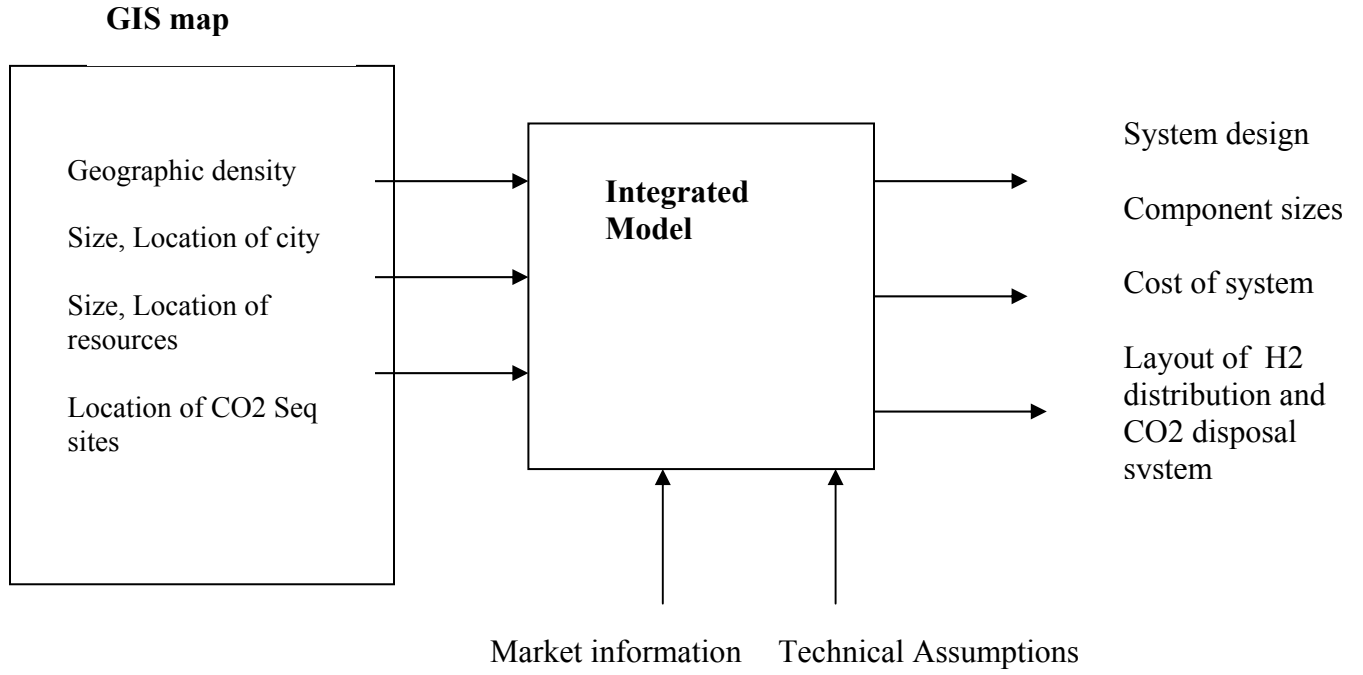 GIS map
Geographic density
Size, Location of city
Size, Location of
resources
Location of CO2 Seq
sites
Integrated
Model
System design
Component sizes
Cost of system
Layout of H2
distribution and
CO2 disposal
system
Market information
Technical Assumptions